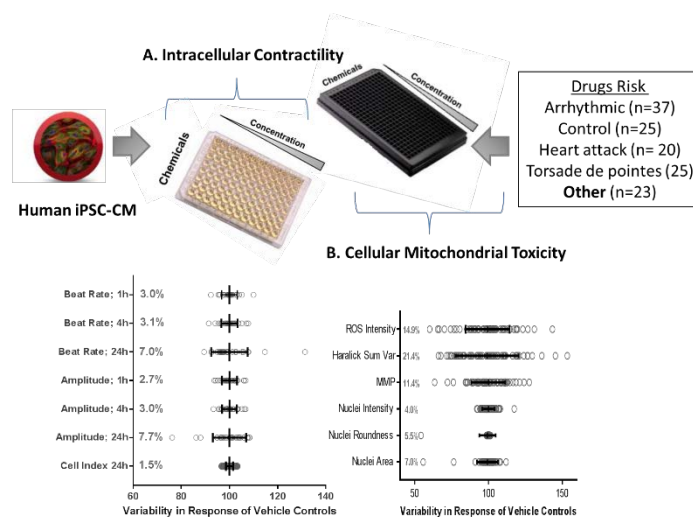 A. Intracellular Contractility
Chemicals
Concentration
Drugs Risk
Arrhythmic (n=37)
Control (n=25)
Heart attack (n= 20)
Torsade de pointes (25)
Other (n=23)
Chemicals
Concentration
Human iPSC-CM
B. Cellular Mitochondrial Toxicity
Beat Rate; 1h 3.0%
Beat Rate; 4h 3.1%
Beat Rate; 24h 7.0%
Amplitude; 1h 2.7%
Amplitude; 4h 3.0%
Amplitude; 24h 7.7%
Cell Index 24h 1.5%
60 80 100 120 140
Variability in Response of Vehicle Controls
ROS Intensity 14.9%
Haralick Sum Var 21.4%
MMP 11.4%
Nuclei Intensity 4.0%
Nuclei Roundness 5.5%
Nuclei Area 7.0%
50 100 150
Variability in Response of Vehicle Controls